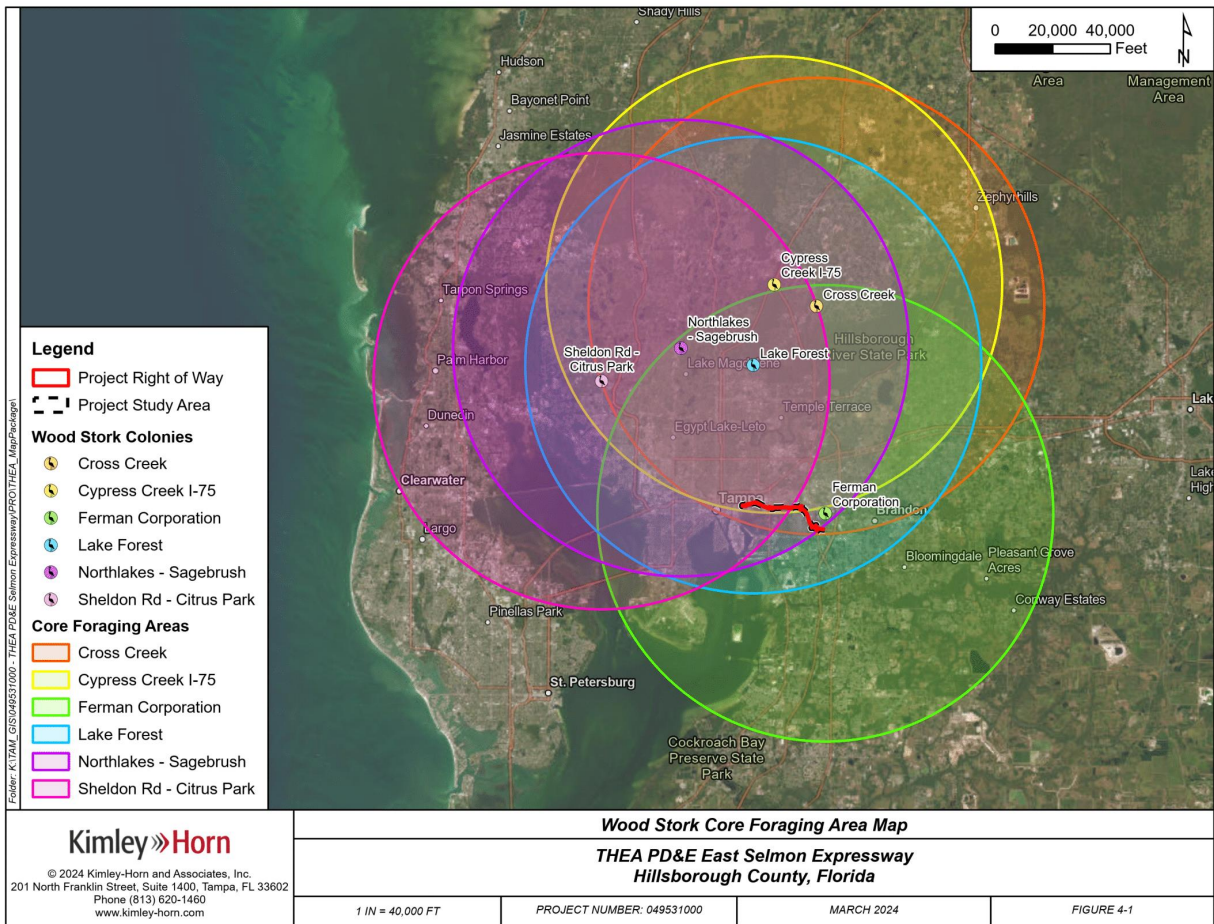 Shady Hills
0 20,000 40,000
Feet
N
Area
Management
Area
Hudson
Bayonet Point
Jasmine Estates
Zephyrhills
Cypress
Creek I-75
Cross Creek
Tarpon Springs
Northlakes
- Sagebrush
Hillsborough
River State Park
Sheldon Rd -
Citrus Park
Lake Magdalene
Lake Forest
Palm Harbor
Temple Terrace
Dunedin
Egypt Lake-Leto
Clearwater
Tampa
Ferman
Corporation
Brandon
Largo
Bloomingdale
Pleasant Grove
Acres
Conway Estates
Pinellas Park
St. Petersburg
Cockroach Bay
Preserve State
Park
Lak
Lake
High
Legend
Project Right of Way
Project Study Area
Wood Stork Colonies
Cross Creek
Cypress Creek I-75
Ferman Corporation
Lake Forest
Northlakes - Sagebrush
Sheldon Rd - Citrus Park
Core Foraging Areas
Cross Creek
Cypress Creek I-75
Ferman Corporation
Lake Forest
Northlakes - Sagebrush
Sheldon Rd - Citrus Park
Folder: K:\TAM_GIS\049531000 - THEA PD&E Selmon Expressway\PRO\THEA_MapPackage\
Kimley»Horn
© 2024 Kimley-Horn and Associates, Inc.
201 North Franklin Street, Suite 1400, Tampa, FL 33602
Phone (813) 620-1460
www.kimley-horn.com
Wood Stork Core Foraging Area Map
THEA PD&E East Selmon Expressway
Hillsborough County, Florida
1 IN = 40,000 FT
PROJECT NUMBER: 049531000
MARCH 2024
FIGURE 4-1